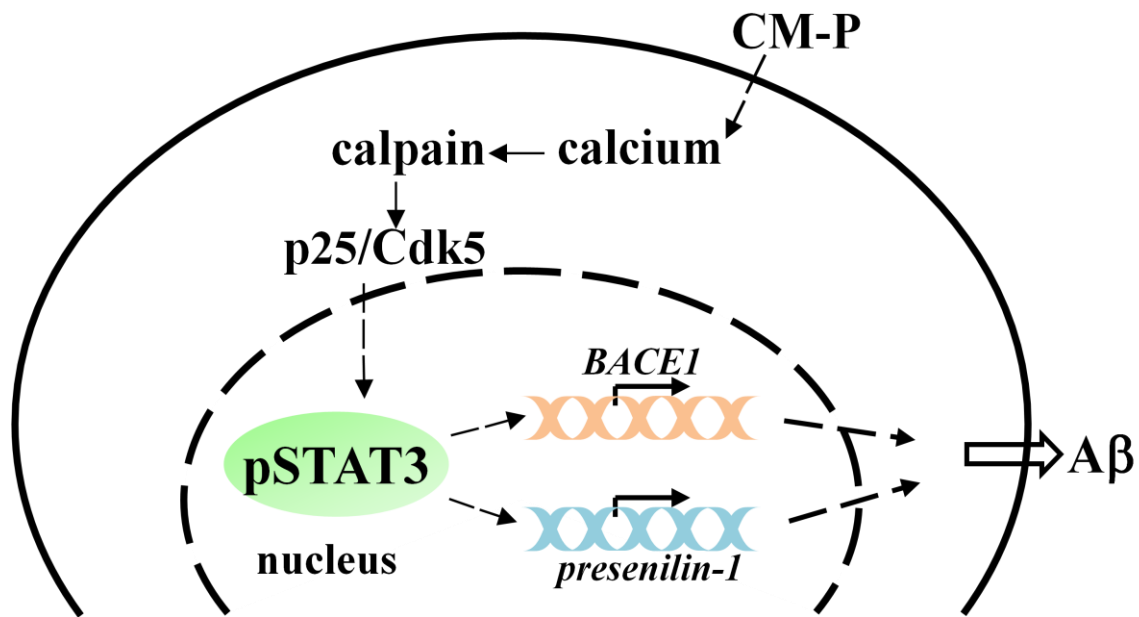 CM-P
calpain
calcium
p25/Cdk5
BACE1
pSTAT3
Aβ
nucleus
presenilin-1